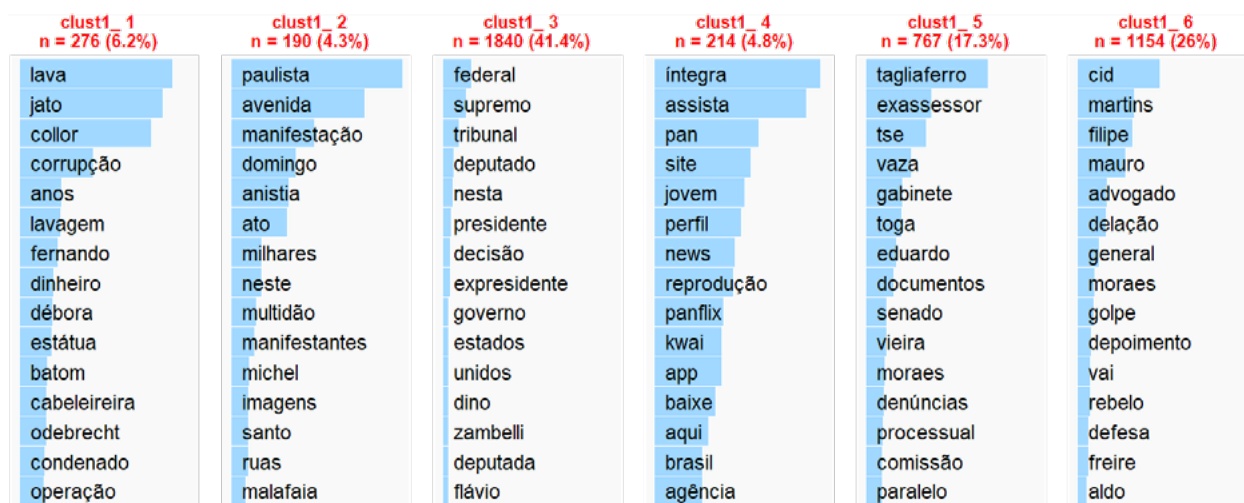 clust1_ 1
n = 276 (6.2%)
lava
jato
collor
corrupção
anos
lavagem
fernando
dinheiro
débora
estátua
batom
cabeleireira
odebrecht
condenado
operação
clust1_ 2
n = 190 (4.3%)
paulista
avenida
manifestação
domingo
anistia
ato
milhares
neste
multidão
manifestantes
michel
imagens
santo
ruas
malafaia
clust1_ 3
n = 1840 (41.4%)
federal
supremo
tribunal
deputado
nesta
presidente
decisão
expresidente
governo
estados
unidos
dino
zambelli
deputada
flávio
clust1_ 4
n = 214 (4.8%)
íntegra
assista
pan
site
jovem
perfil
news
reprodução
panflix
kwai
app
baixe
aqui
brasil
agência
clust1_ 5
n = 767 (17.3%)
tagliaferro
exassessor
tse
vaza
gabinete
toga
eduardo
documentos
senado
vieira
moraes
denúncias
processual
comissão
paralelo
clust1_ 6
n = 1154 (26%)
cid
martins
filipe
mauro
advogado
delação
general
moraes
golpe
depoimento
vai
rebelo
defesa
freire
aldo